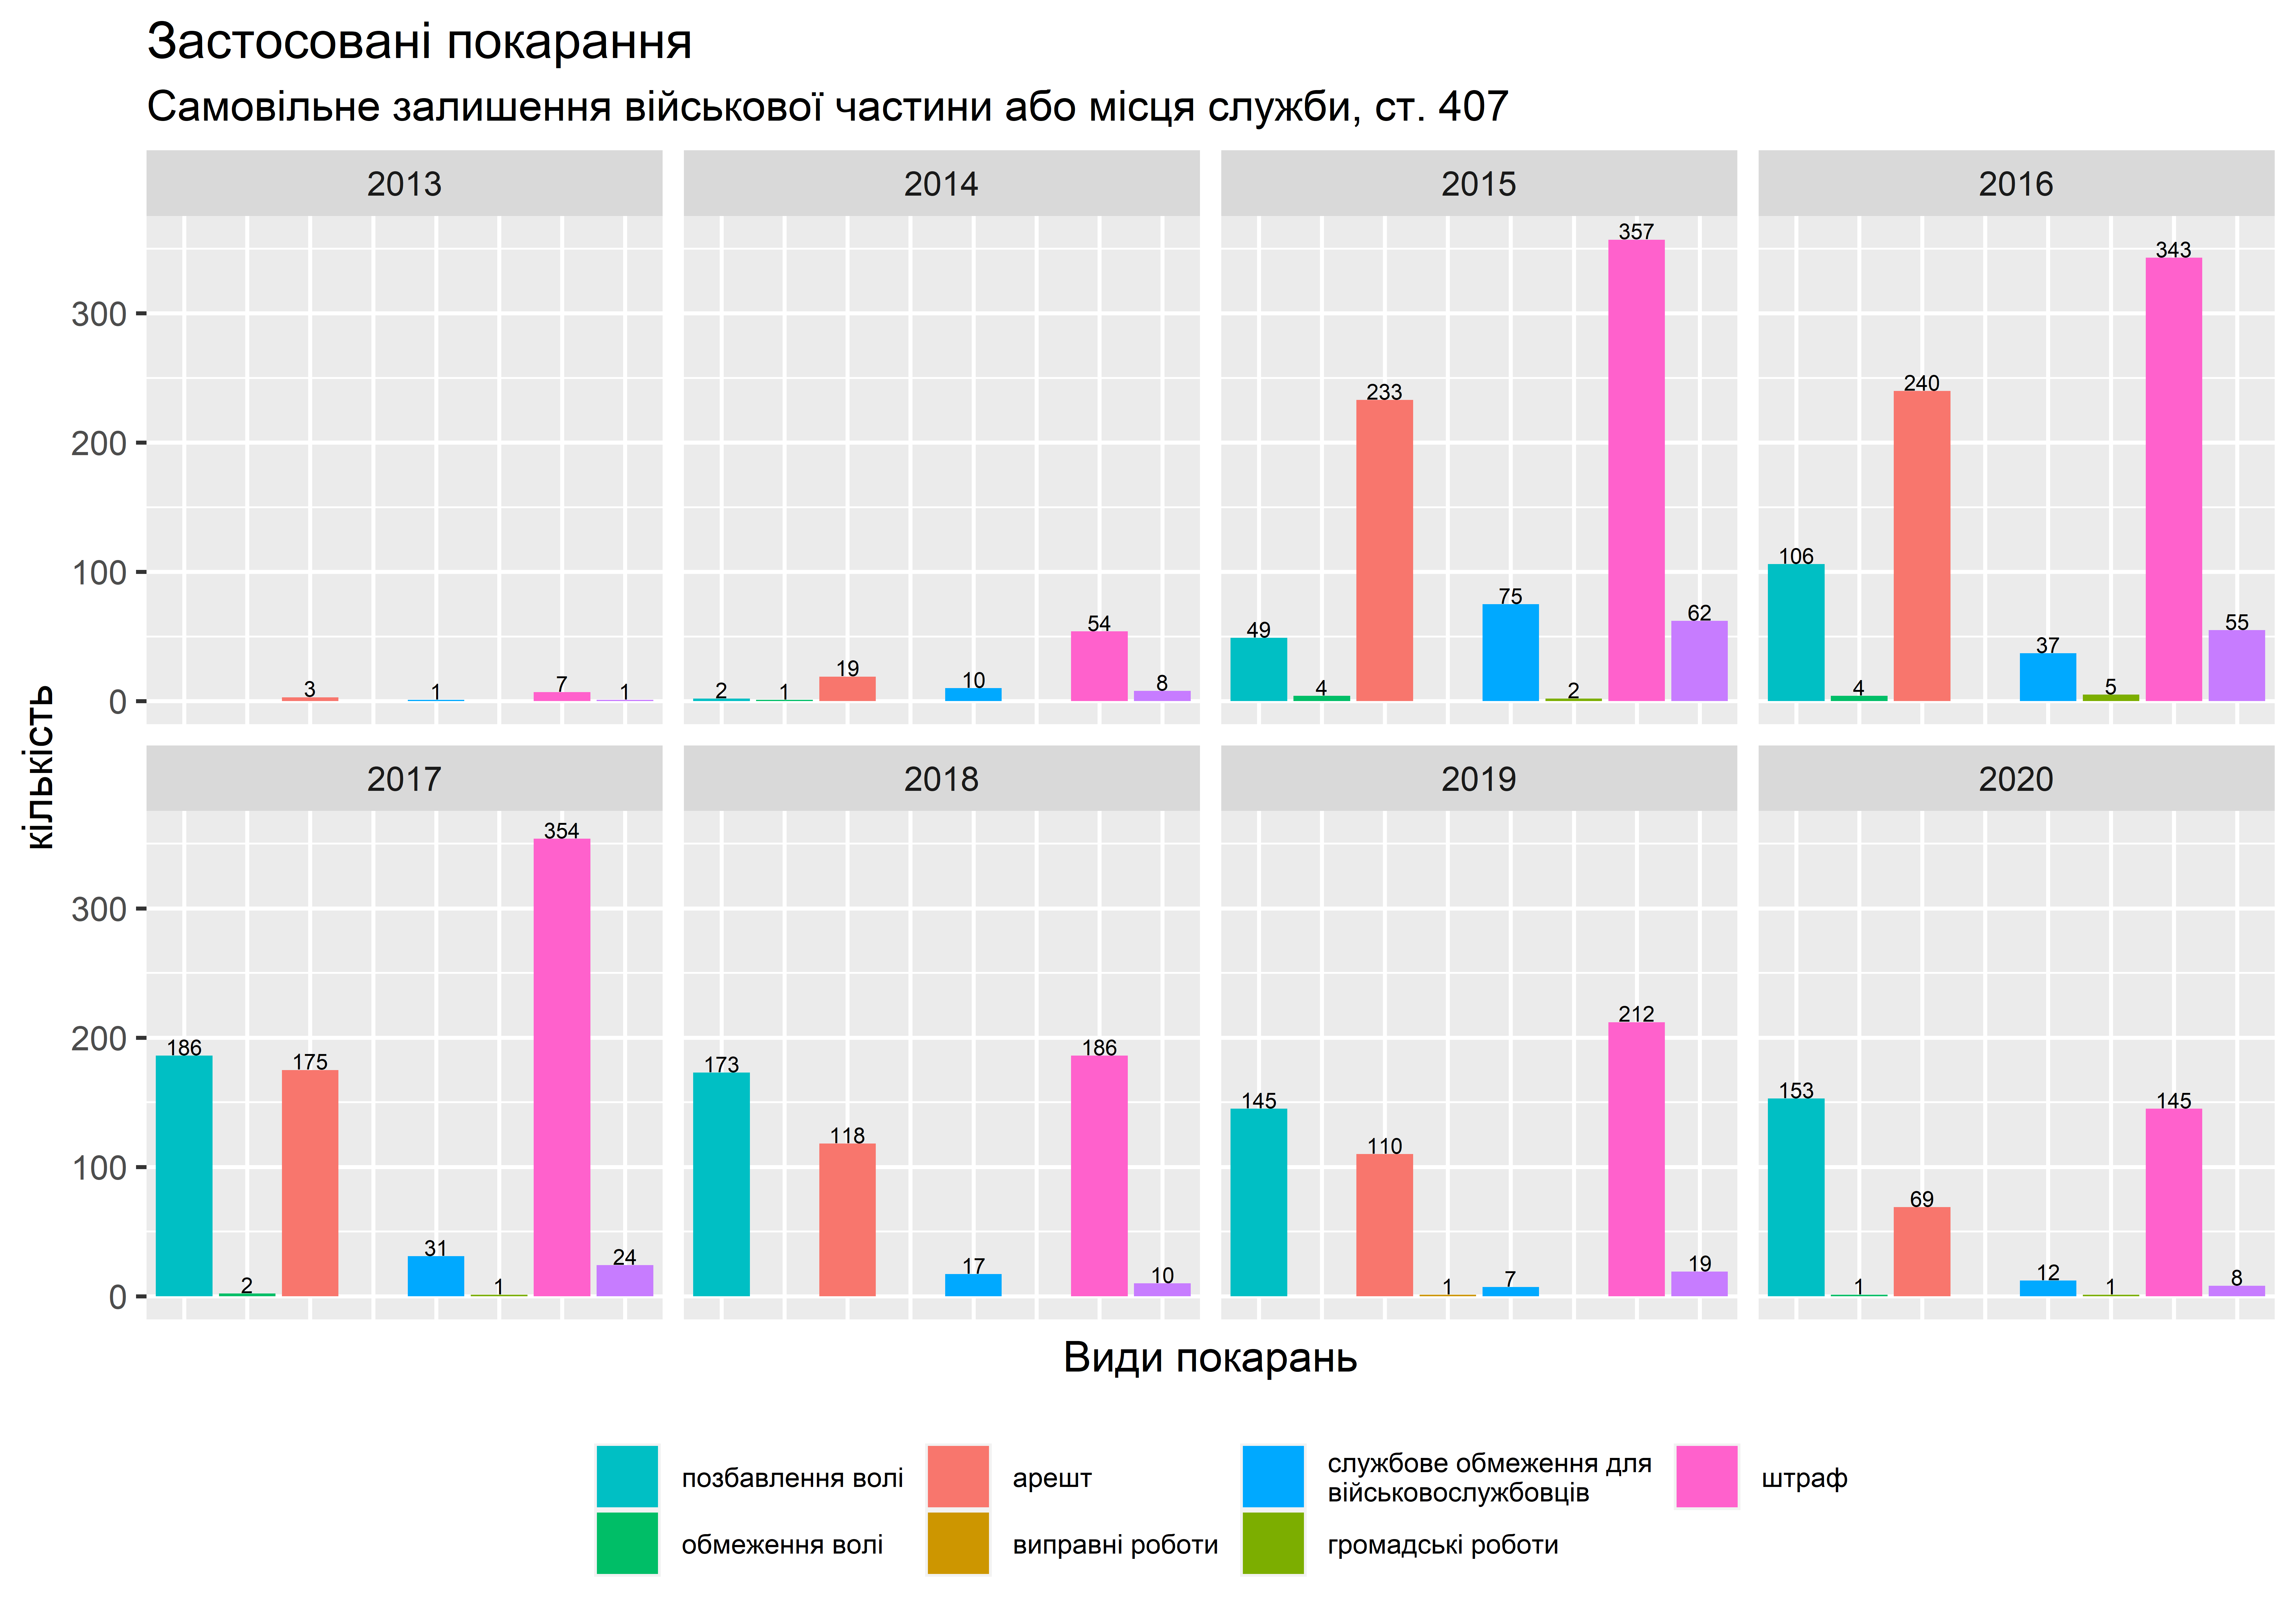 Застосовані покарання
Самовільне залишення військової частини або місця служби, ст. 407
2013 2014 2015 2016
300
200
100
0
3 1 7 1
2 1 19 10 54 8
49 4 233 75 2 357 62
106 4 240 37 5 343 55
кількість
2017 2018 2019 2020
300
200
100
0
186 2 175 31 1 354 24
173 118 17 186 10
145 110 1 7 212 19
153 1 69 12 1 145 8
Види покарань
позбавлення волі
обмеження волі
арешт
виправні роботи
службове обмеження для
військовослужбовців
громадські роботи
штраф